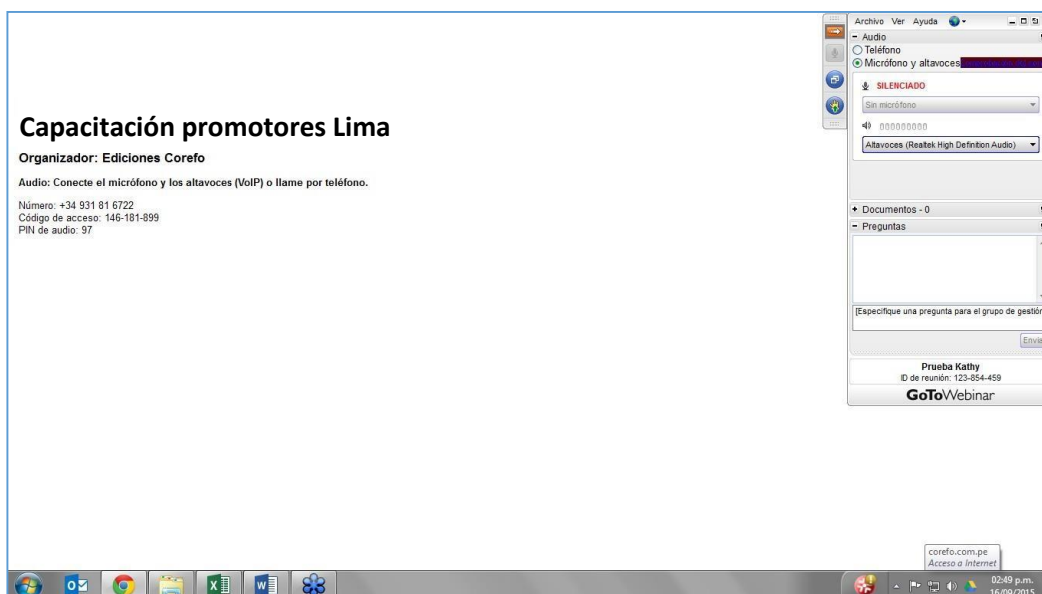 Capacitación promotores Lima
Organizador: Ediciones Corefo
Audio: Conecte el micrófono y los altavoces (VoIP) o llame por teléfono.
Número: +34 931 81 6722
Código de acceso: 146-181-899
PIN de audio: 97
Archivo Ver Ayuda
Audio
Teléfono
Micrófono y altavoces
SILENCIADO
Sin micrófono
Altavoces (Realtek High Definition Audio)
Documentos - 0
Preguntas
[Especifique una pregunta para el grupo de gestión
Envia
Prueba Kathy
ID de reunión: 123-854-459
GoToWebinar
corefo.com.pe
Acceso a Internet
02:49 p.m.
16/09/2015